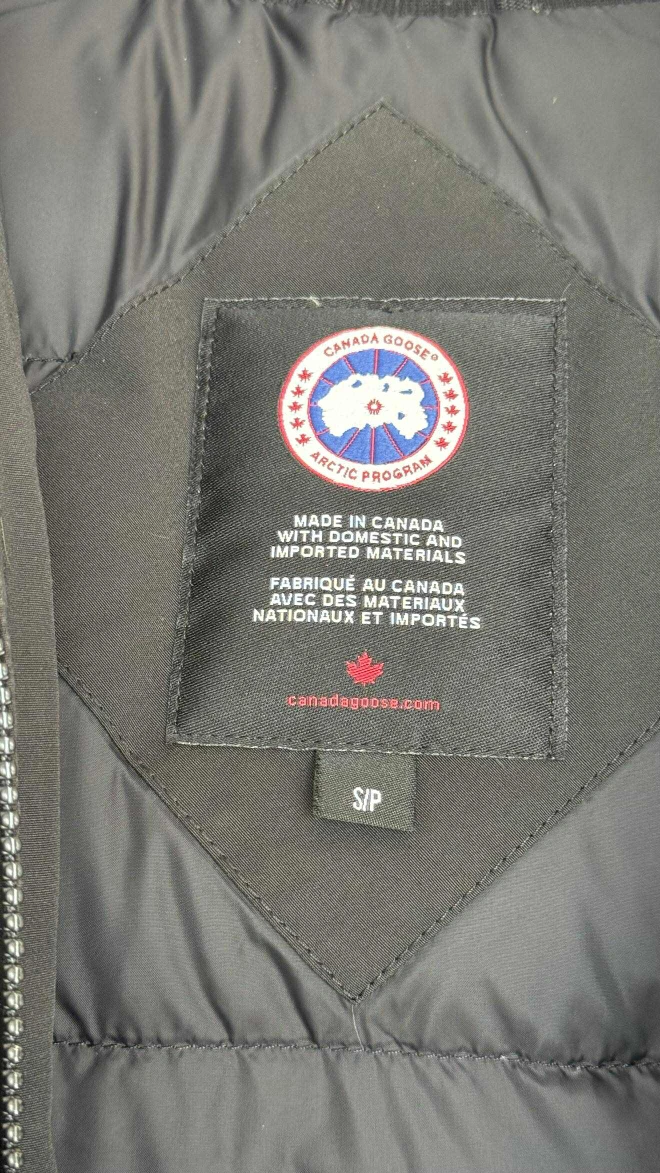 CANADA GOOSE®
ARCTIC PROGRAM
MADE IN CANADA
WITH DOMESTIC AND
IMPORTED MATERIALS
FABRIQUÉ AU CANADA
AVEC DES MATERIAUX
NATIONAUX ET IMPORTÉS
canadagoose.com
S/P